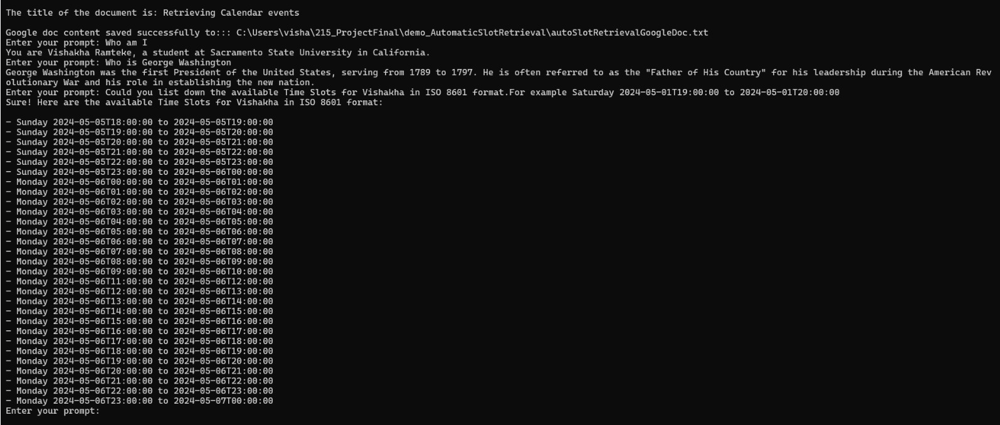 The title of the document is: Retrieving Calendar events
Google doc content saved successfully to::: C:\Users\visha\215_ProjectFinal\demo_AutomaticSlotRetrieval\autoSlotRetrievalGoogleDoc.txt
Enter your prompt: Who am I
You are Vishakha Ramteke, a student at Sacramento State University in California.
Enter your prompt: Who is George Washington
George Washington was the first President of the United States, serving from 1789 to 1797. He is often referred to as the "Father of His Country" for his leadership during the American Rev
olutionary War and his role in establishing the new nation.
Enter your prompt: Could you list down the available Time Slots for Vishakha in ISO 8601 format.For example Saturday 2024-05-01T19:00:00 to 2024-05-01T20:00:00
Sure! Here are the available Time Slots for Vishakha in ISO 8601 format:
- Sunday 2024-05-05T18:00:00 to 2024-05-05T19:00:00
- Sunday 2024-05-05T19:00:00 to 2024-05-05T20:00:00
- Sunday 2024-05-05T20:00:00 to 2024-05-05T21:00:00
- Sunday 2024-05-05T21:00:00 to 2024-05-05T22:00:00
- Sunday 2024-05-05T22:00:00 to 2024-05-05T23:00:00
- Sunday 2024-05-05T23:00:00 to 2024-05-06T00:00:00
- Monday 2024-05-06T00:00:00 to 2024-05-06T01:00:00
- Monday 2024-05-06T01:00:00 to 2024-05-06T02:00:00
- Monday 2024-05-06T02:00:00 to 2024-05-06T03:00:00
- Monday 2024-05-06T03:00:00 to 2024-05-06T04:00:00
- Monday 2024-05-06T04:00:00 to 2024-05-06T05:00:00
- Monday 2024-05-06T05:00:00 to 2024-05-06T06:00:00
- Monday 2024-05-06T06:00:00 to 2024-05-06T07:00:00
- Monday 2024-05-06T07:00:00 to 2024-05-06T08:00:00
- Monday 2024-05-06T08:00:00 to 2024-05-06T09:00:00
- Monday 2024-05-06T09:00:00 to 2024-05-06T10:00:00
- Monday 2024-05-06T11:00:00 to 2024-05-06T12:00:00
- Monday 2024-05-06T12:00:00 to 2024-05-06T13:00:00
- Monday 2024-05-06T13:00:00 to 2024-05-06T14:00:00
- Monday 2024-05-06T14:00:00 to 2024-05-06T15:00:00
- Monday 2024-05-06T15:00:00 to 2024-05-06T16:00:00
- Monday 2024-05-06T16:00:00 to 2024-05-06T17:00:00
- Monday 2024-05-06T17:00:00 to 2024-05-06T18:00:00
- Monday 2024-05-06T18:00:00 to 2024-05-06T19:00:00
- Monday 2024-05-06T19:00:00 to 2024-05-06T20:00:00
- Monday 2024-05-06T20:00:00 to 2024-05-06T21:00:00
- Monday 2024-05-06T21:00:00 to 2024-05-06T22:00:00
- Monday 2024-05-06T22:00:00 to 2024-05-06T23:00:00
- Monday 2024-05-06T23:00:00 to 2024-05-07T00:00:00
Enter your prompt: